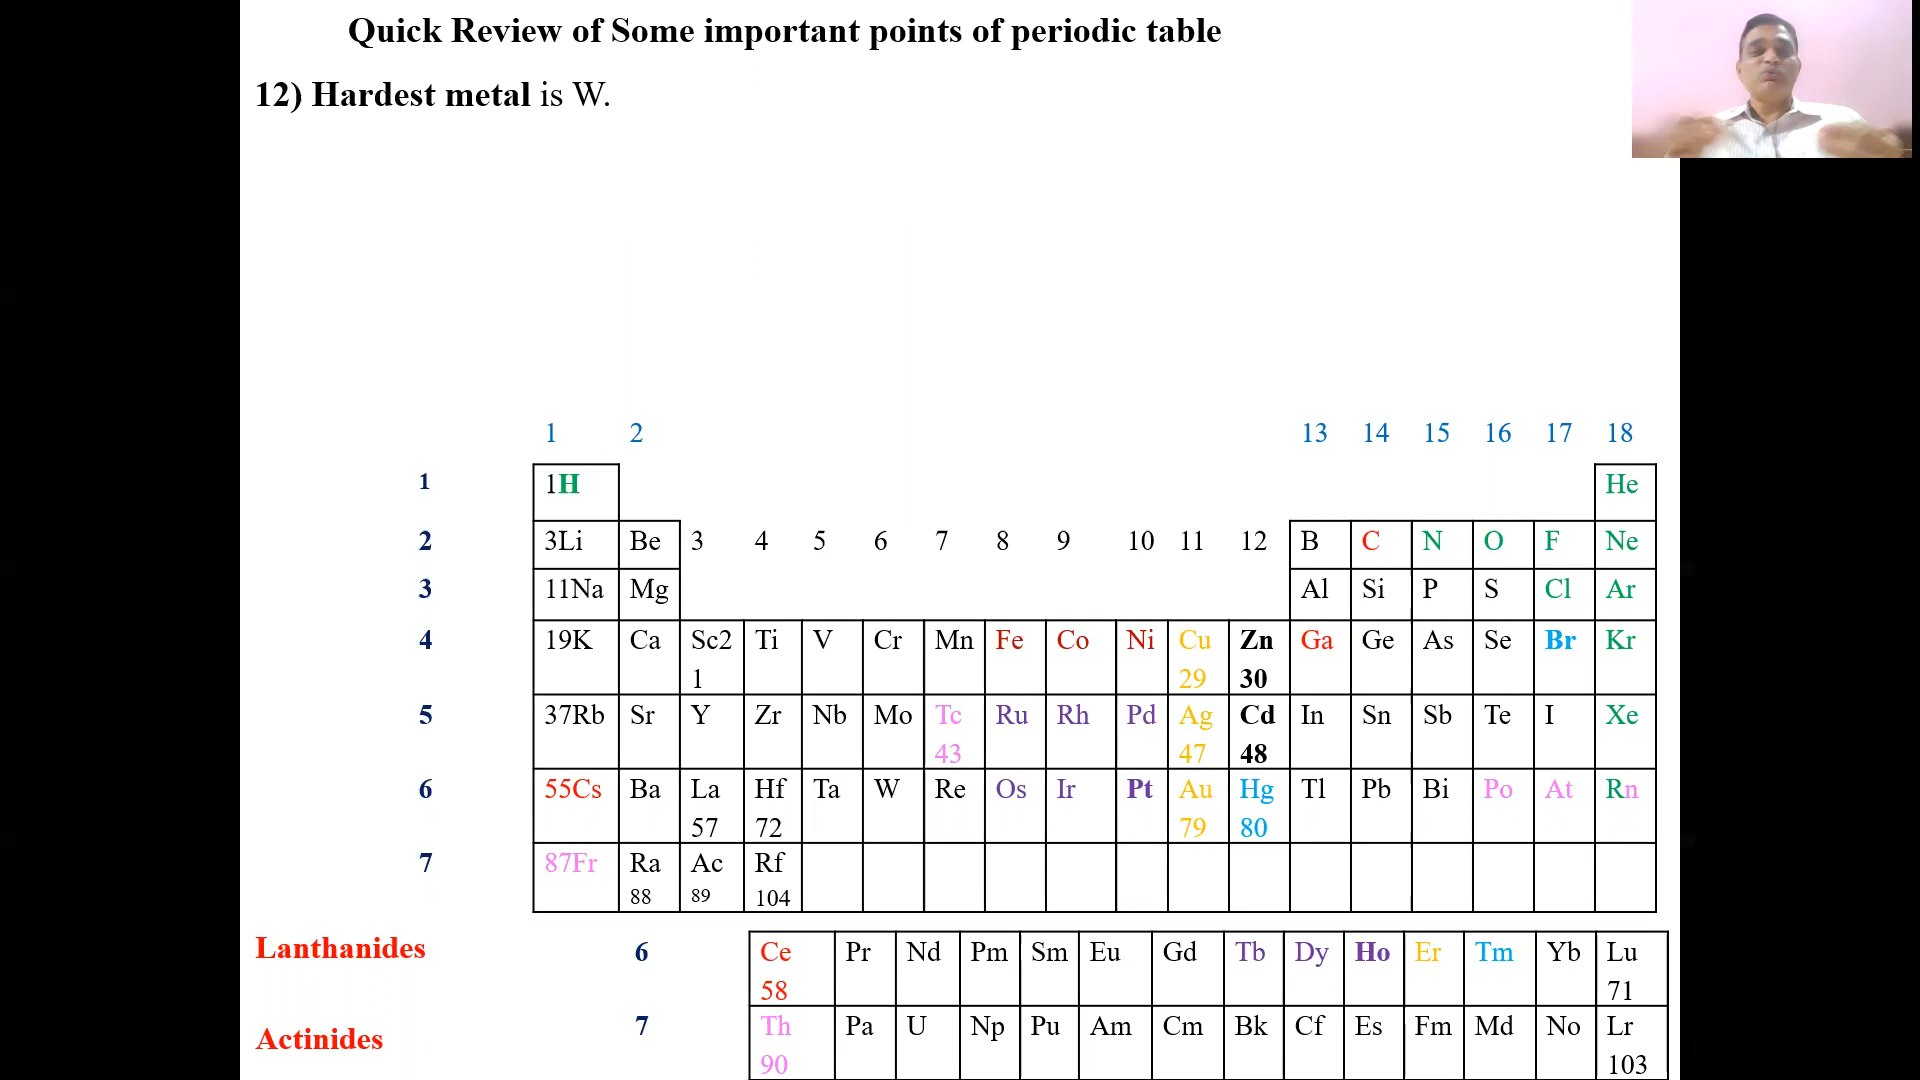 Quick Review of Some important points of periodic table
12) Hardest metal is W.
1 2 13 14 15 16 17 18
1 1H He
2 3Li Be 3 4 5 6 7 8 9 10 11 12 B C N O F Ne
3 11Na Mg Al Si P S Cl Ar
4 19K Ca Sc2 Ti V Cr Mn Fe Co Ni Cu Zn Ga Ge As Se Br Kr
1 29 30
5 37Rb Sr Y Zr Nb Mo Tc Ru Rh Pd Ag Cd In Sn Sb Te I Xe
43 47 48
6 55Cs Ba La Hf Ta W Re Os Ir Pt Au Hg Tl Pb Bi Po At Rn
57 72 79 80
7 87Fr Ra Ac Rf
88 89 104
Lanthanides 6 Ce Pr Nd Pm Sm Eu Gd Tb Dy Ho Er Tm Yb Lu
58 71
Actinides 7 Th Pa U Np Pu Am Cm Bk Cf Es Fm Md No Lr
90 103